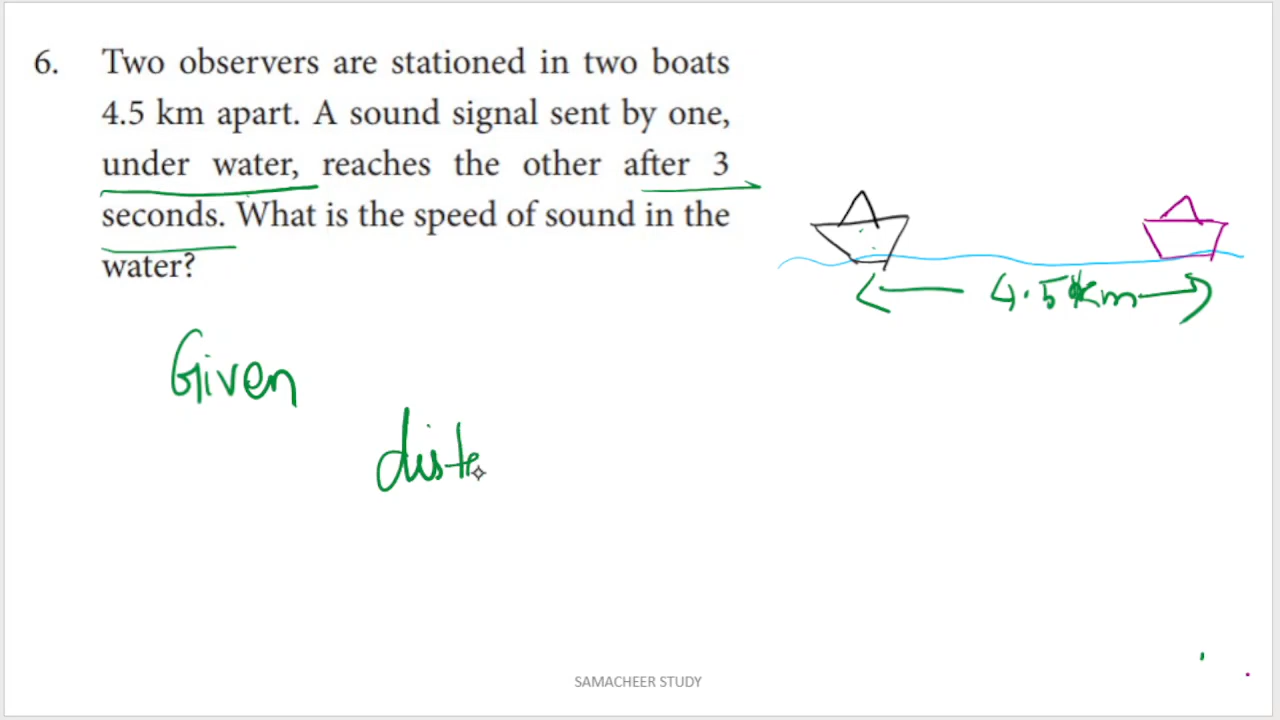 6. Two observers are stationed in two boats
4.5 km apart. A sound signal sent by one,
under water, reaches the other after 3
seconds. What is the speed of sound in the
water?
4.5 km
Given
diste
SAMACHEER STUDY